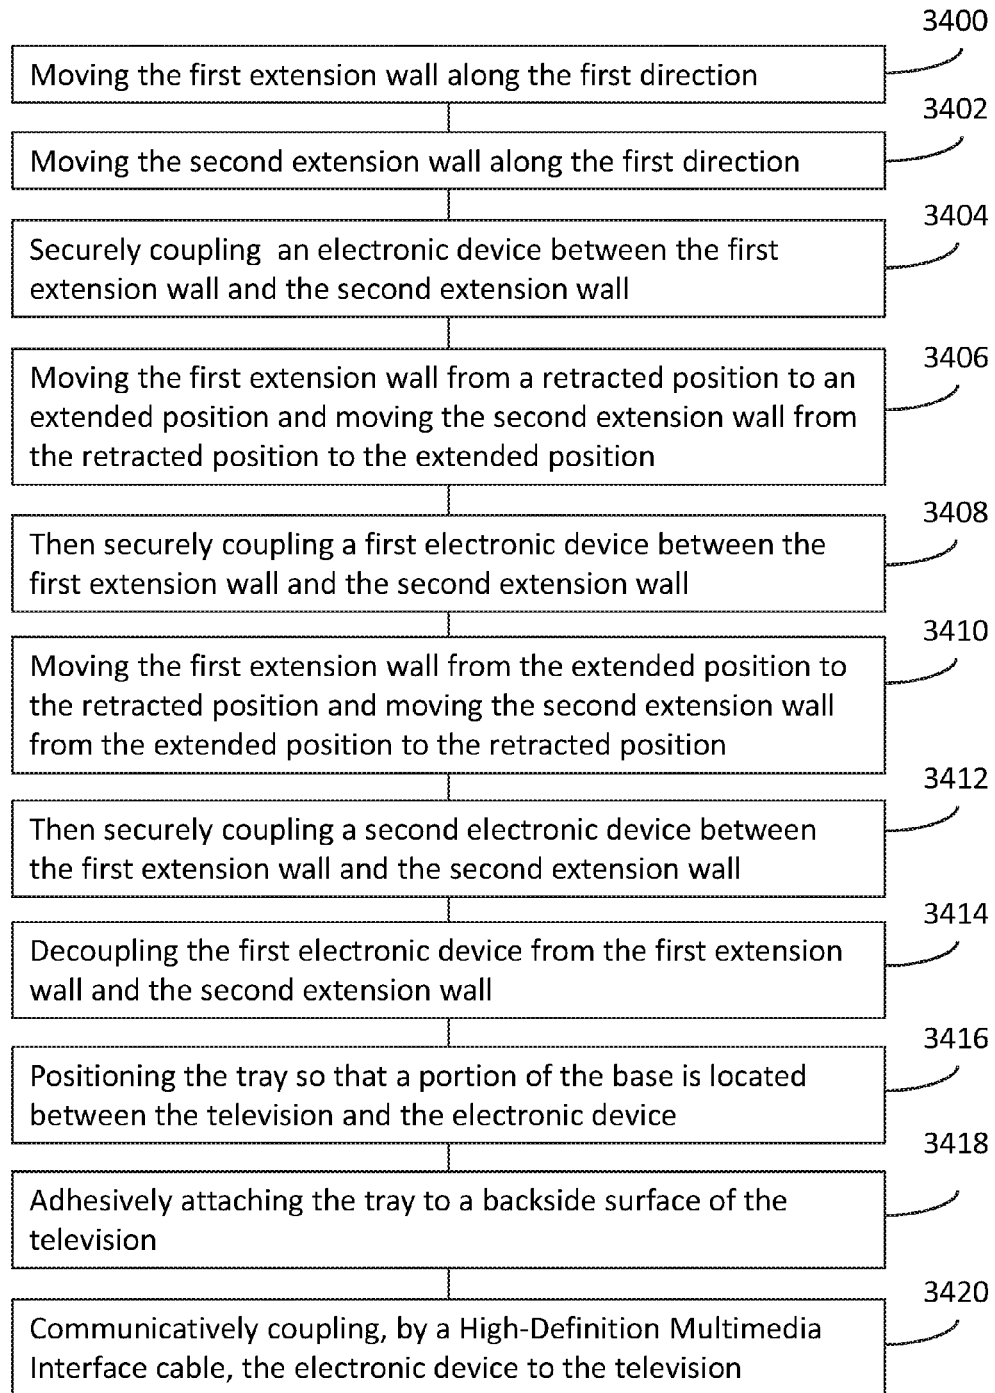 3400
Moving the first extension wall along the first direction
3402
Moving the second extension wall along the first direction
3404
Securely coupling  an electronic device between the first
extension wall and the second extension wall
3406
Moving the first extension wall from a retracted position to an
extended position and moving the second extension wall from
the retracted position to the extended position
3408
Then securely coupling a first electronic device between the
first extension wall and the second extension wall
3410
Moving the first extension wall from the extended position to
the retracted position and moving the second extension wall
from the extended position to the retracted position
3412
Then securely coupling a second electronic device between
the first extension wall and the second extension wall
3414
Decoupling the first electronic device from the first extension
wall and the second extension wall
3416
Positioning the tray so that a portion of the base is located
between the television and the electronic device
3418
Adhesively attaching the tray to a backside surface of the
television
3420
Communicatively coupling, by a High-Definition Multimedia
Interface cable, the electronic device to the television